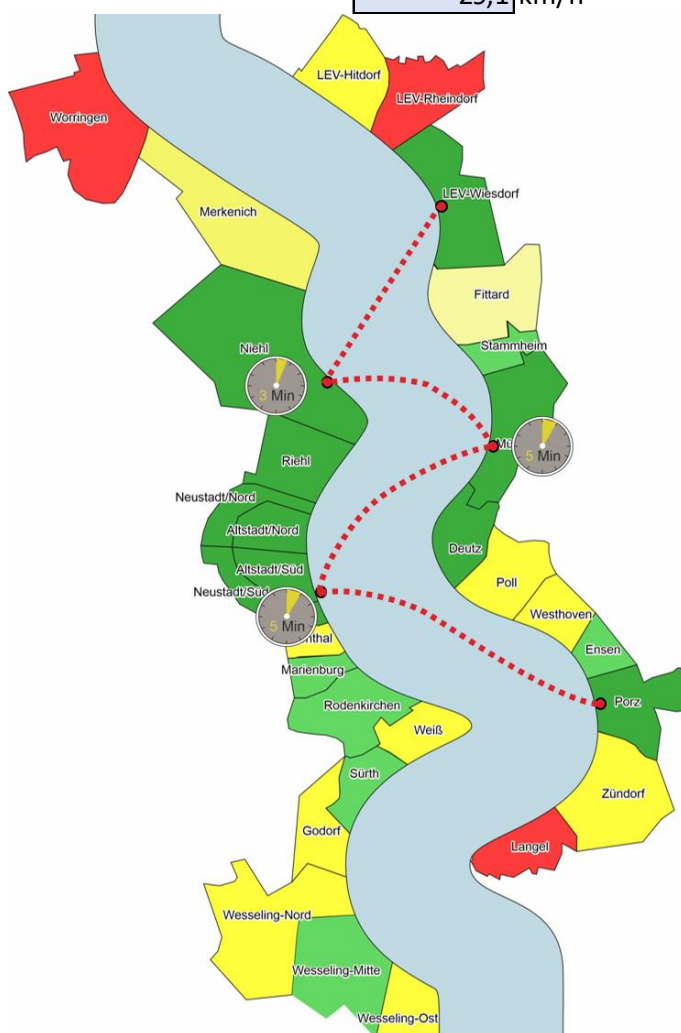 km/h
LEV-Hitdorf
LEV-Rheindorf
Worringen
LEV-Wiesdorf
Merkenich
Fittard
Stammheim
Niehl
3 Min
Mü
5 Min
Riehl
Neustadt/Nord
Altstadt/Nord
Deutz
Altstadt/Süd
Poll
Neustadt/Süd
Westhoven
5 Min
nthal
Ensen
Marienburg
Rodenkirchen
Porz
Weiß
Sürth
Zündorf
Godorf
Langel
Wesseling-Nord
Wesseling-Mitte
Wesseling-Ost